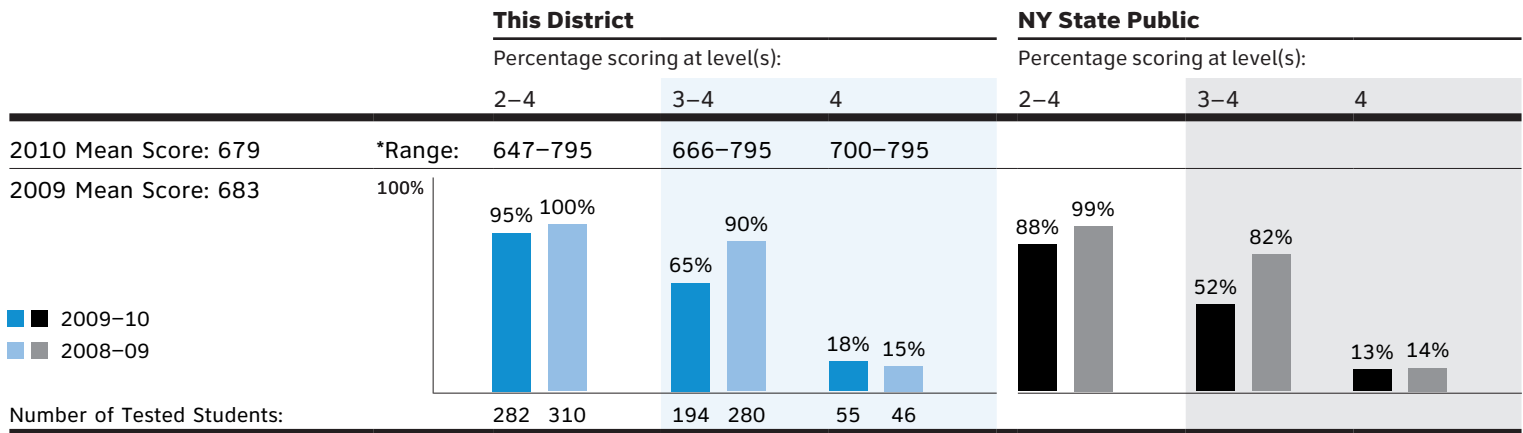 This District NY State Public
Percentage scoring at level(s): Percentage scoring at level(s):
2–4 3–4 4 2–4 3–4 4
2010 Mean Score: 679 *Range: 647–795 666–795 700–795
2009 Mean Score: 683 100%
95% 100% 90% 88% 99% 82%
65% 52%
18% 15% 13% 14%
2009–10
2008–09
Number of Tested Students: 282 310 194 280 55 46